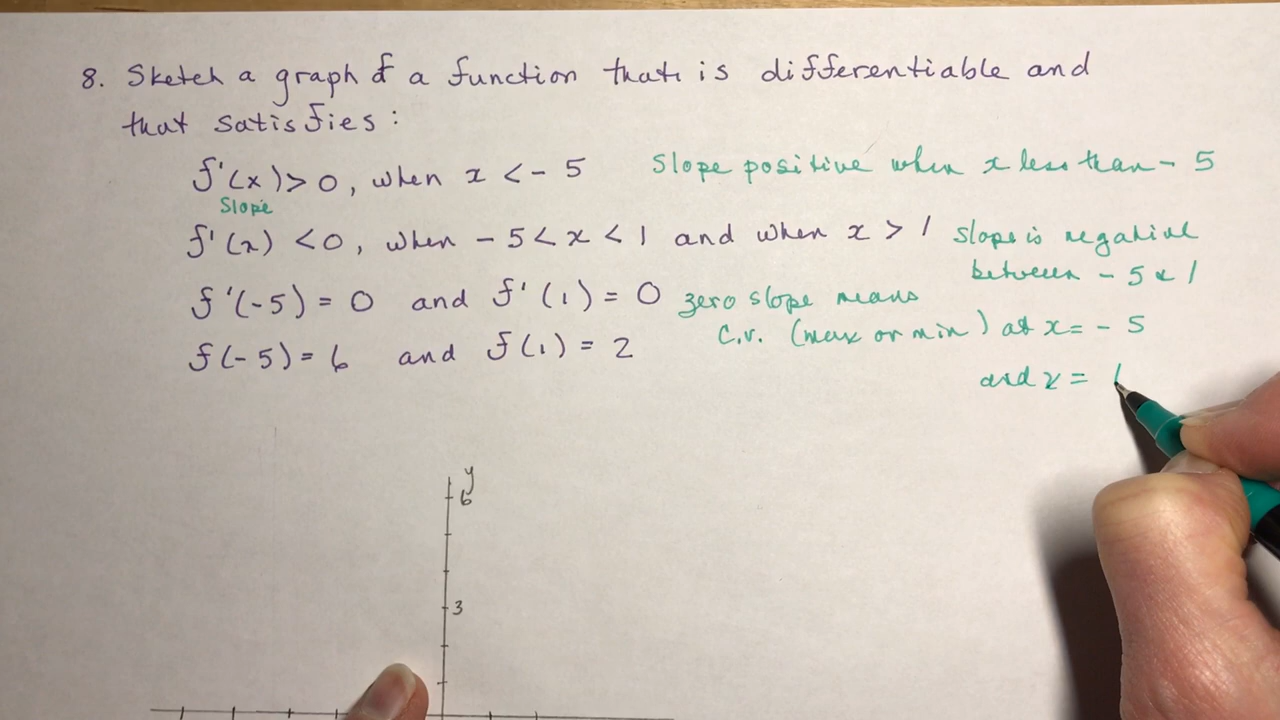 8. Sketch a graph of a function that is differentiable and
that satisfies:
f'(x) > 0, when x < -5 Slope positive when x less than - 5
Slope
f'(x) < 0, when -5 < x < 1 and when x > 1 Slope is negative
between -5 & 1
f'(-5) = 0 and f'(1) = 0 zero slope means
C.V. (max or min) at x = -5
f(-5) = 6 and f(1) = 2
and x = 1
y
6
3